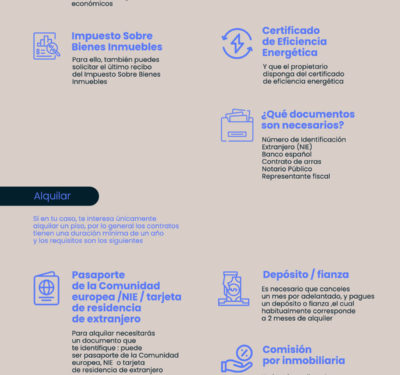 económicos
Impuesto Sobre
Bienes Inmuebles
Para ello, también puedes
solicitar el último recibo
del Impuesto Sobre Bienes
Inmuebles
Certificado
de Eficiencia
Energética
Y que el propietario
disponga del certificado
de eficiencia energética
¿Qué documentos
son necesarios?
Número de Identificación
Extranjero (NIE)
Banco español
Contrato de arras
Notario Público
Representante fiscal
Alquilar
Si en tu caso, te interesa únicamente
alquilar un piso, por lo general los contratos
tienen una duración mínima de un año
y los requisitos son los siguientes
Pasaporte
de la Comunidad
europea /NIE / tarjeta
de residencia
de extranjero
Para alquilar necesitarás
un documento que
te identifique : puede
ser pasaporte de la Comunidad
europea, NIE o tarjeta
de residencia de extranjero
Depósito / fianza
Es necesario que canceles
un mes por adelantado, y pagues
un depósito o fianza ,el cual
habitualmente corresponde
a 2 meses de alquiler
Comisión
por inmobiliaria